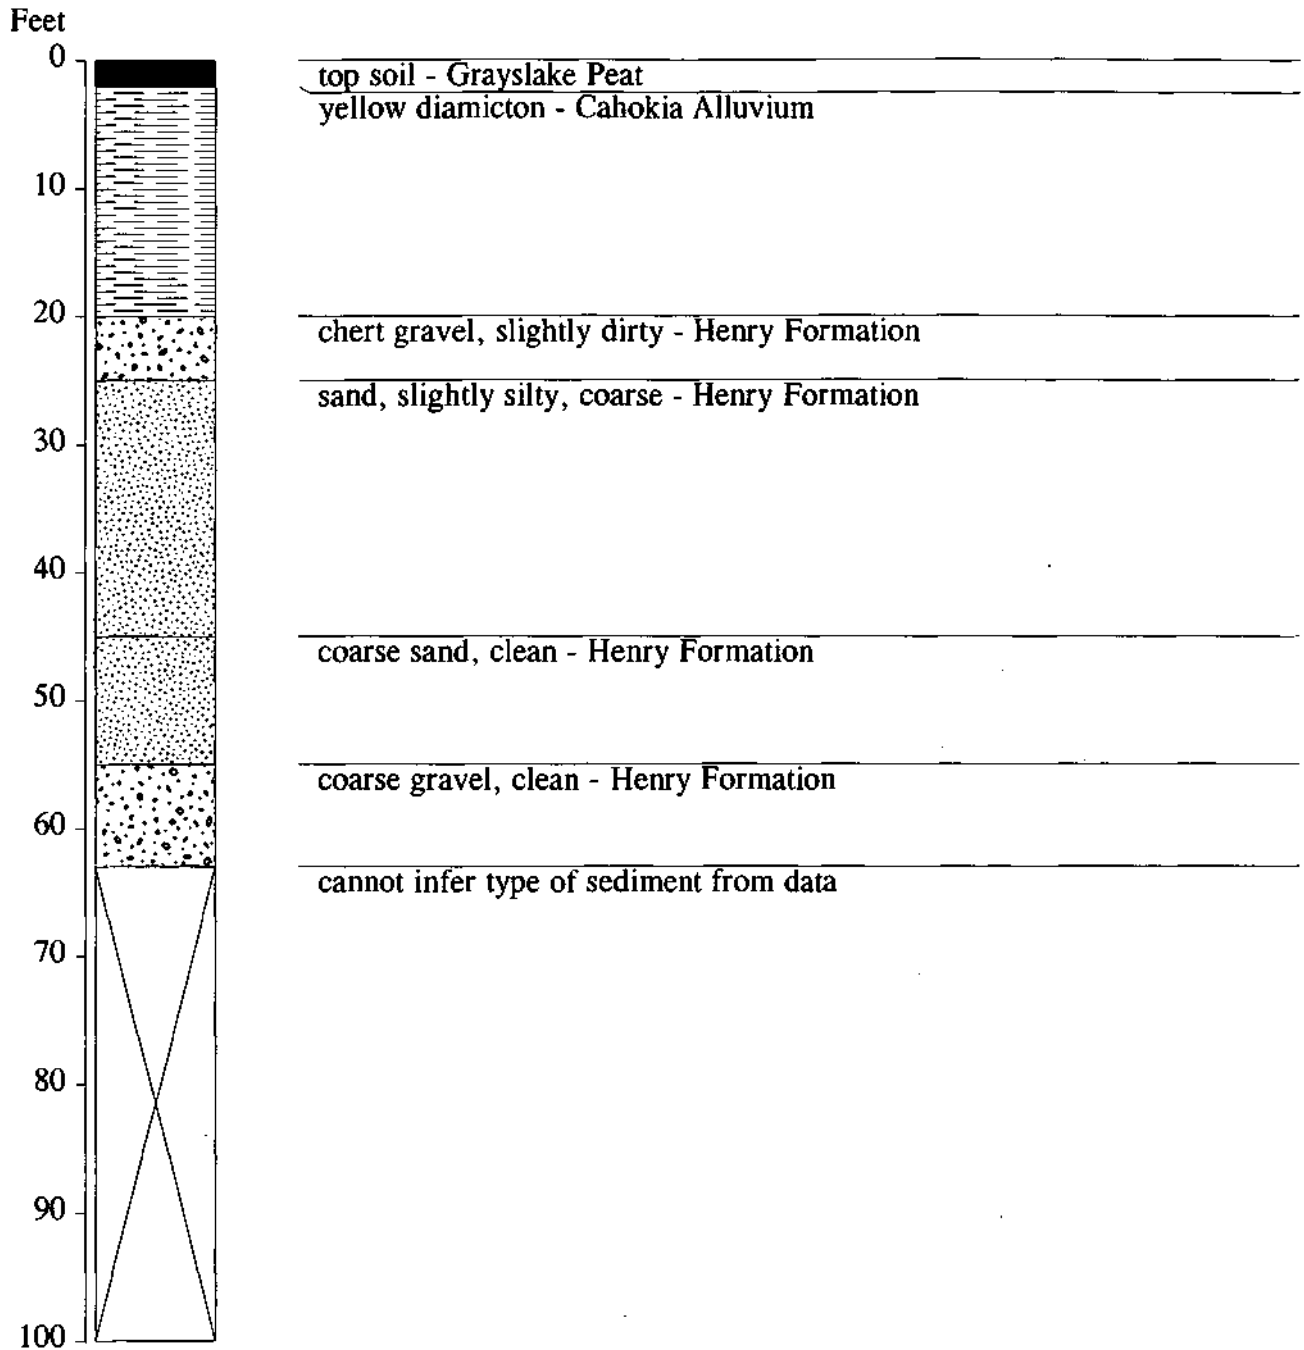 Feet
0
top soil - Grayslake Peat
yellow diamicton - Cahokia Alluvium
10
20
chert gravel, slightly dirty - Henry Formation
sand, slightly silty, coarse - Henry Formation
30
40
coarse sand, clean - Henry Formation
50
coarse gravel, clean - Henry Formation
60
cannot infer type of sediment from data
70
80
90
100